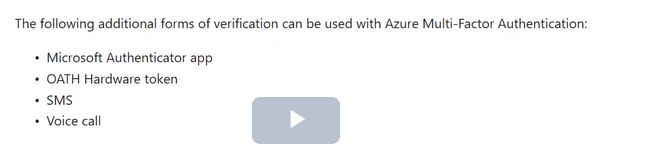 The following additional forms of verification can be used with Azure Multi-Factor Authentication:
• Microsoft Authenticator app
• OATH Hardware token
• SMS
• Voice call